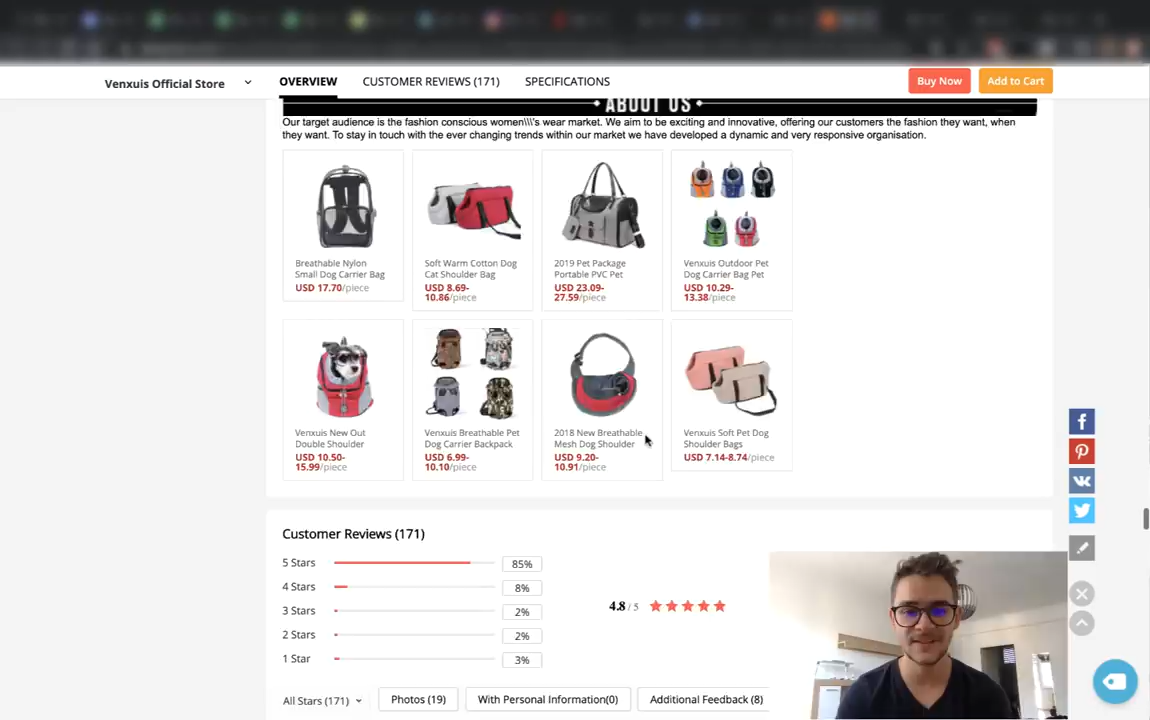 Venxuis Official Store
OVERVIEW
CUSTOMER REVIEWS (171)
SPECIFICATIONS
Buy Now
Add to Cart
ABOUT US
Our target audience is the fashion conscious women\\\'s wear market. We aim to be exciting and innovative, offering our customers the fashion they want, when
they want. To stay in touch with the ever changing trends within our market we have developed a dynamic and very responsive organisation.
Breathable Nylon
Small Dog Carrier Bag
USD 17.70/piece
Soft Warm Cotton Dog
Cat Shoulder Bag
USD 8.69-
10.86/piece
2019 Pet Package
Portable PVC Pet
USD 23.09-
27.59/piece
Venxuis Outdoor Pet
Dog Carrier Bag Pet
USD 10.29-
13.38/piece
Venxuis New Out
Double Shoulder
USD 10.50-
15.99/piece
Venxuis Breathable Pet
Dog Carrier Backpack
USD 6.99-
10.10/piece
2018 New Breathable
Mesh Dog Shoulder
USD 9.20-
10.91/piece
Venxuis Soft Pet Dog
Shoulder Bags
USD 7.14-8.74/piece
Customer Reviews (171)
5 Stars 85%
4 Stars 8%
3 Stars 2%
2 Stars 2%
1 Star 3%
4.8 / 5
All Stars (171)
Photos (19)
With Personal Information(0)
Additional Feedback (8)